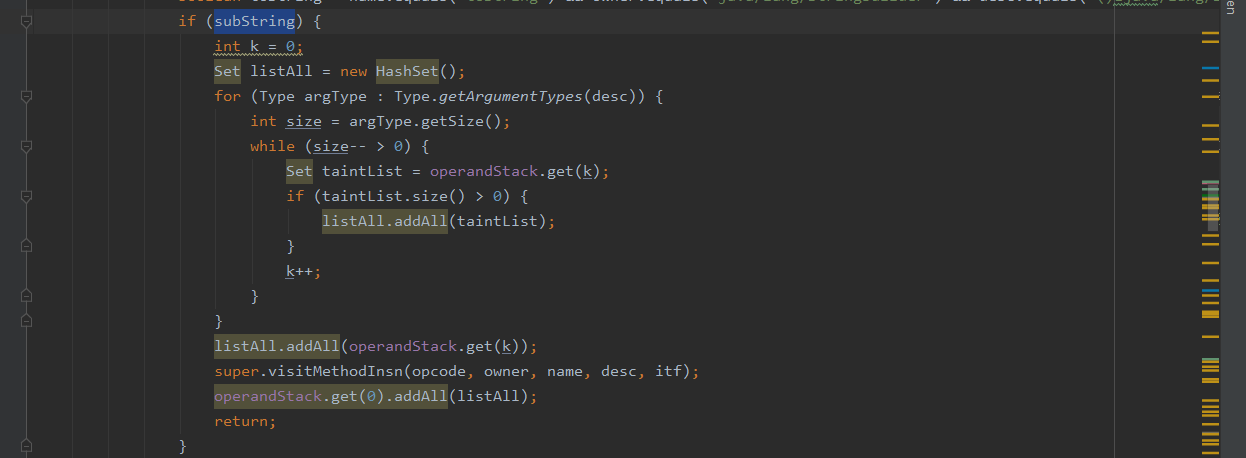 if (subString) {
int k = 0;
Set listAll = new HashSet();
for (Type argType : Type.getArgumentTypes(desc)) {
int size = argType.getSize();
while (size-- > 0) {
Set taintList = operandStack.get(k);
if (taintList.size() > 0) {
listAll.addAll(taintList);
}
k++;
}
}
listAll.addAll(operandStack.get(k));
super.visitMethodInsn(opcode, owner, name, desc, itf);
operandStack.get(0).addAll(listAll);
return;
}
en